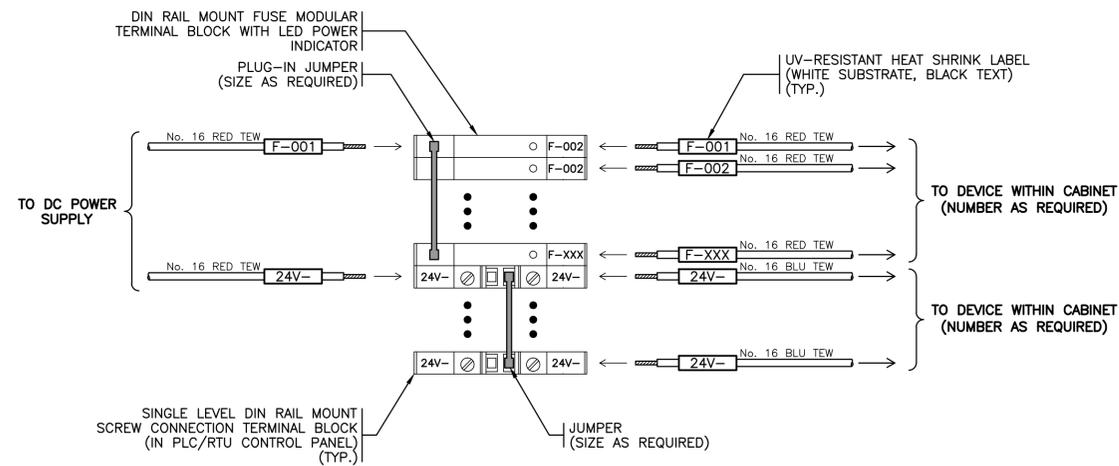 DIN RAIL MOUNT FUSE MODULAR
TERMINAL BLOCK WITH LED POWER
INDICATOR
PLUG-IN JUMPER
(SIZE AS REQUIRED)
UV-RESISTANT HEAT SHRINK LABEL
(WHITE SUBSTRATE, BLACK TEXT)
(TYP.)
No. 16 RED TEW
F-001
F-002
F-001
No. 16 RED TEW
F-002
F-002
No. 16 RED TEW
TO DC POWER
SUPPLY
TO DEVICE WITHIN CABINET
(NUMBER AS REQUIRED)
F-XXX
F-XXX
No. 16 RED TEW
No. 16 RED TEW
24V-
24V-
24V-
24V-
No. 16 BLU TEW
TO DEVICE WITHIN CABINET
(NUMBER AS REQUIRED)
24V-
24V-
24V-
No. 16 BLU TEW
SINGLE LEVEL DIN RAIL MOUNT
SCREW CONNECTION TERMINAL BLOCK
(IN PLC/RTU CONTROL PANEL)
(TYP.)
JUMPER
(SIZE AS REQUIRED)